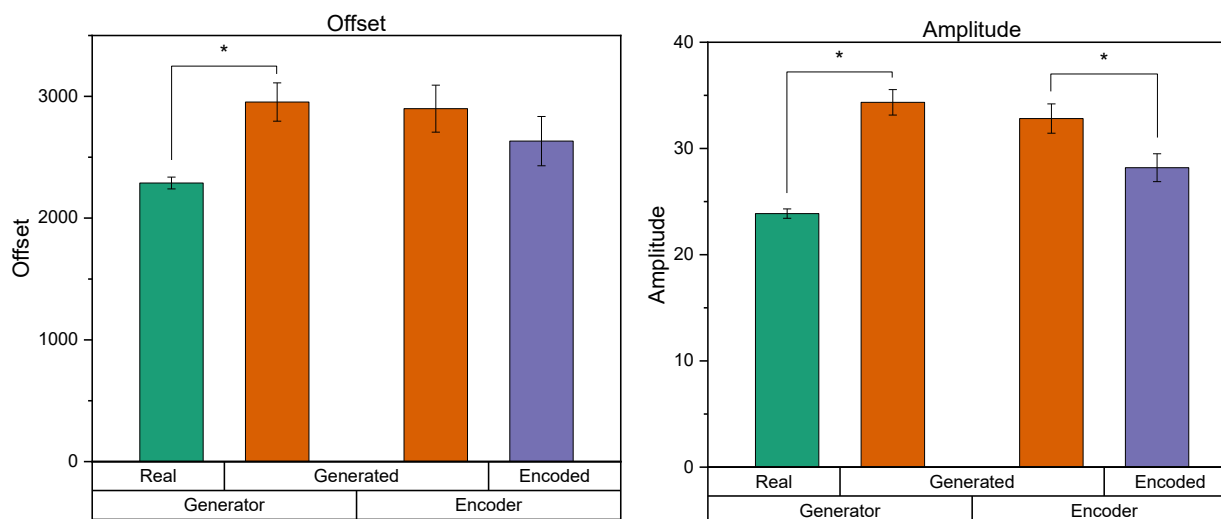 Offset
*
3000
2000
1000
0
Offset
Real
Generated
Encoded
Generator
Encoder
Amplitude
40
*
*
30
20
10
0
Amplitude
Real
Generated
Encoded
Generator
Encoder